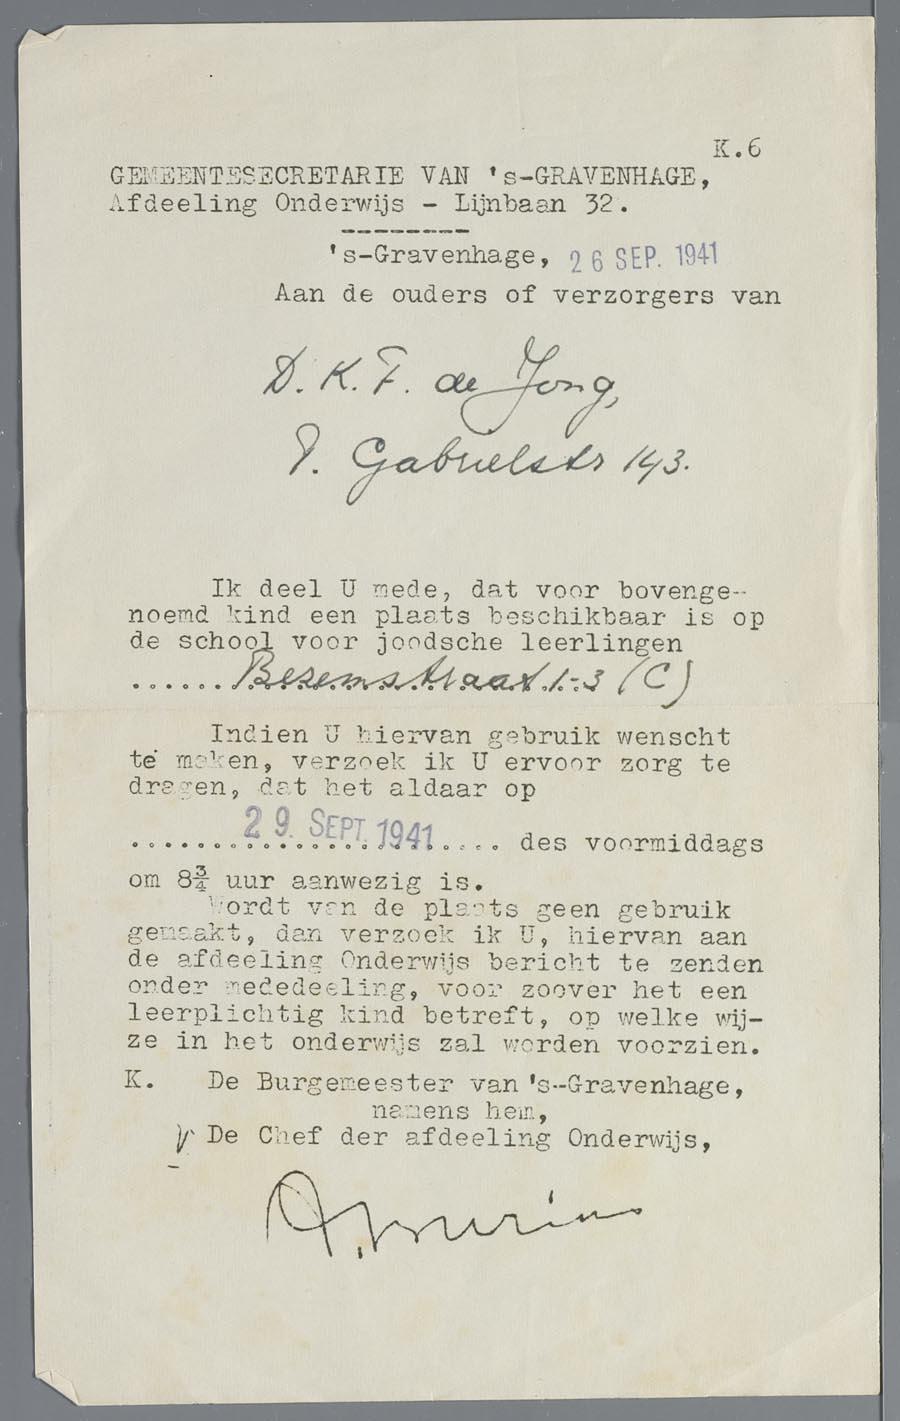 K.6
GEMEENTESECRETARIE VAN 's-GRAVENHAGE,
Afdeeling Onderwijs - Lijnbaan 32.
---------
's-Gravenhage, 26 SEP. 1941
Aan de ouders of verzorgers van
D. K. F. de Jong,
P. Gabrielstr 143.
Ik deel U mede, dat voor bovenge-
noemd kind een plaats beschikbaar is op
de school voor joodsche leerlingen
......Bezemstraat 1-3 (C)
Indien U hiervan gebruik wenscht
te maken, verzoek ik U ervoor zorg te
dragen, dat het aldaar op
29. SEPT. 1941..... des voormiddags
om 8¾ uur aanwezig is.
Wordt van de plaats geen gebruik
gemaakt, dan verzoek ik U, hiervan aan
de afdeeling Onderwijs bericht te zenden
onder mededeeling, voor zoover het een
leerplichtig kind betreft, op welke wij-
ze in het onderwijs zal worden voorzien.
K. De Burgemeester van 's-Gravenhage,
namens hem,
De Chef der afdeeling Onderwijs,